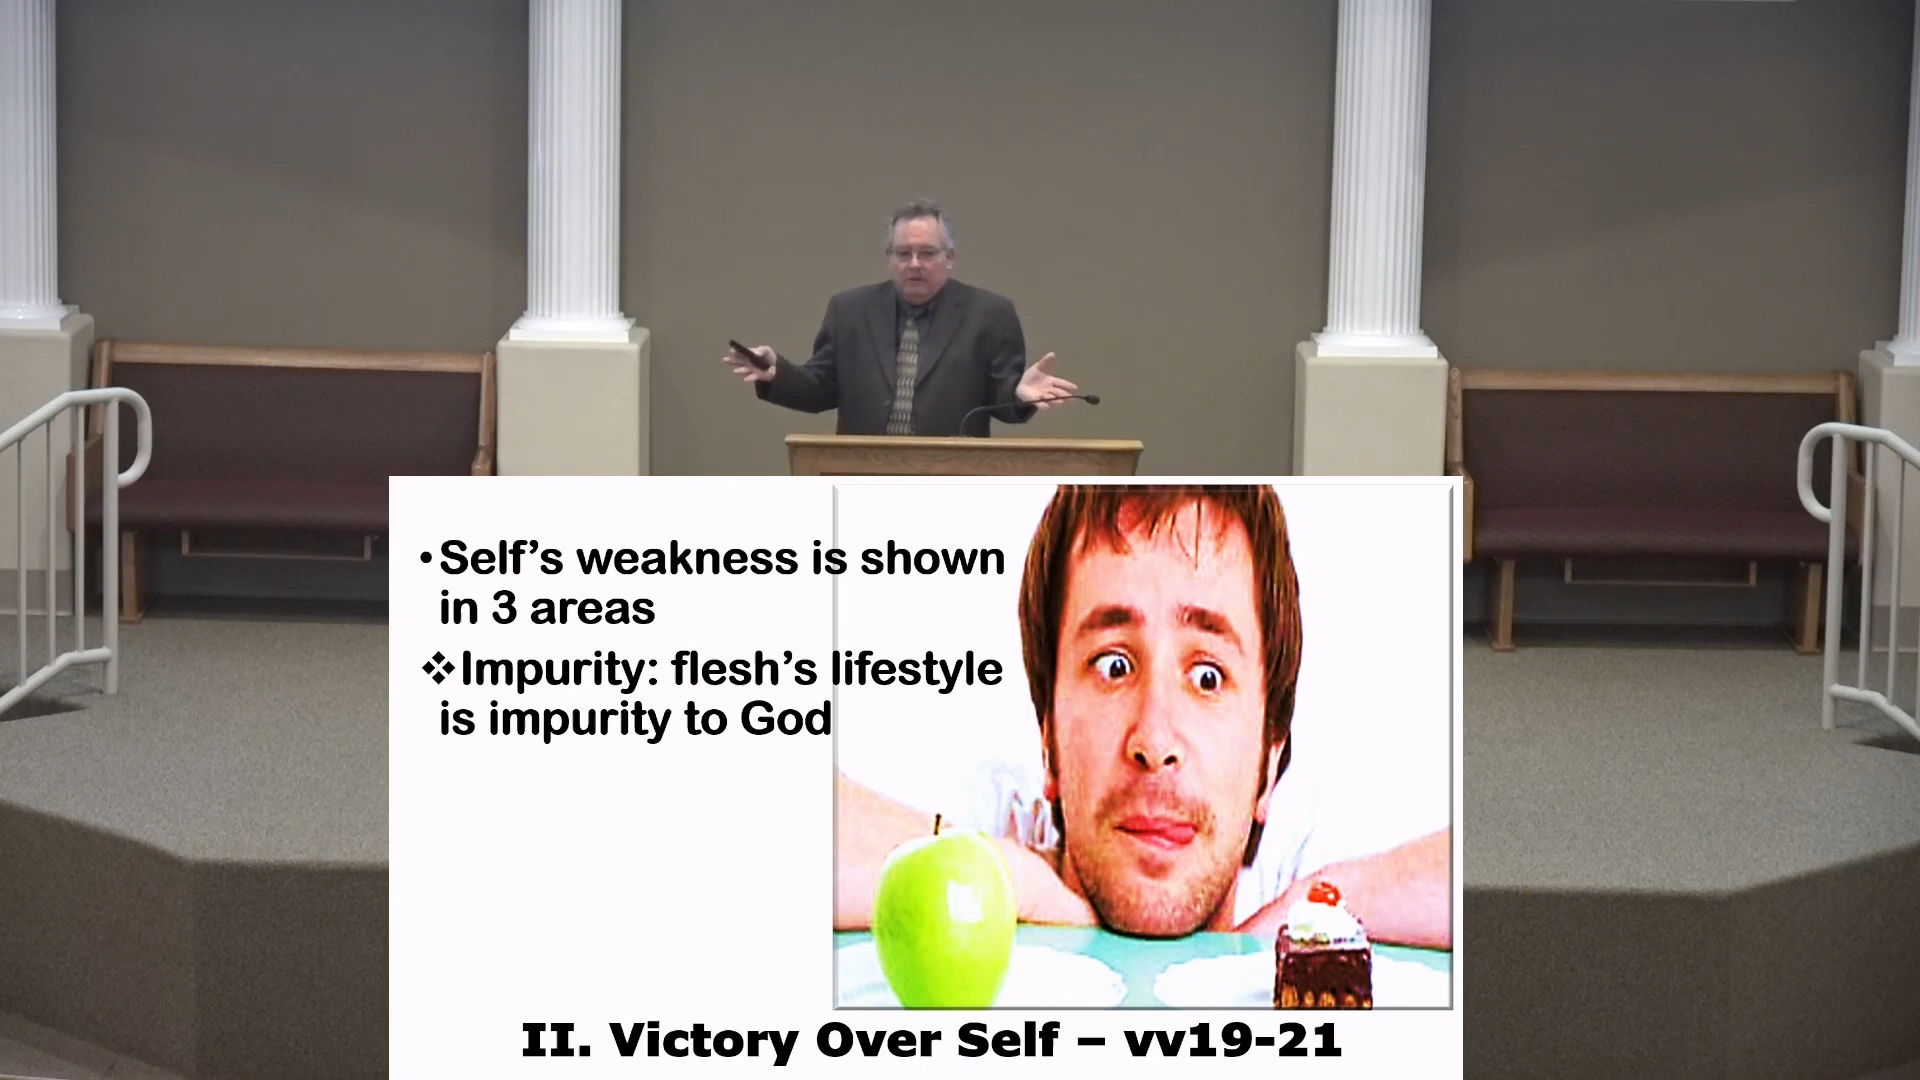 •Self’s weakness is shown
in 3 areas
❖Impurity: flesh’s lifestyle
is impurity to God
II. Victory Over Self – vv19-21